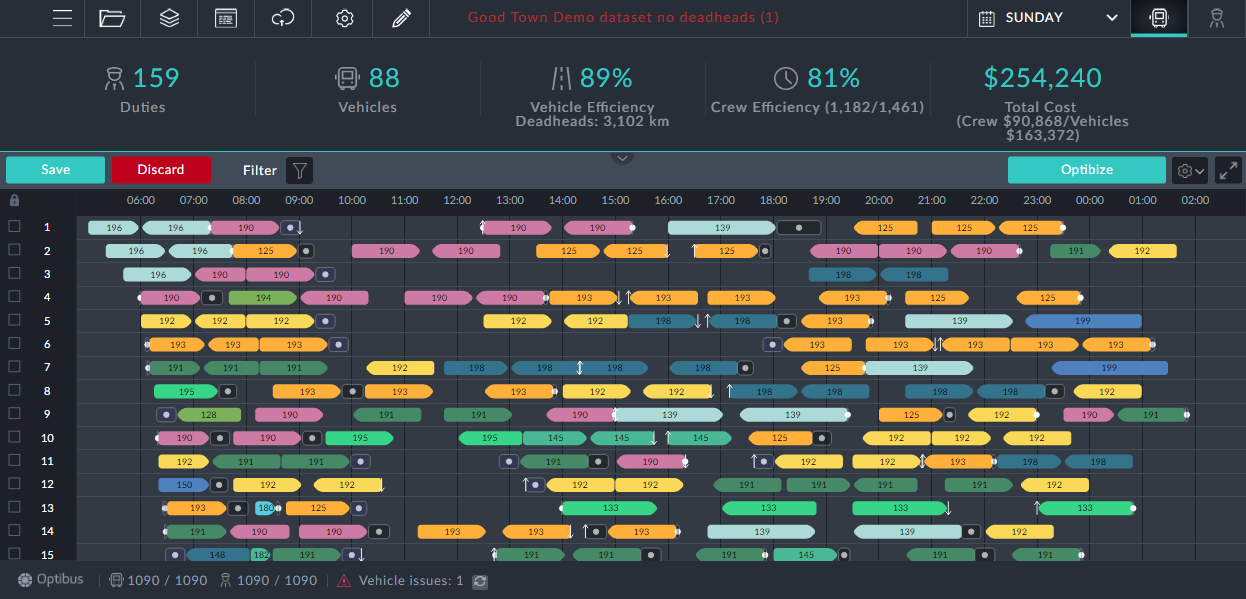 Good Town Demo dataset no deadheads (1)
SUNDAY
159
Duties
88
Vehicles
89%
Vehicle Efficiency
Deadheads: 3,102 km
81%
Crew Efficiency (1,182/1,461)
$254,240
Total Cost
(Crew $90,868/Vehicles
$163,372)
Save Discard Filter Optibize
06:00 07:00 08:00 09:00 10:00 11:00 12:00 13:00 14:00 15:00 16:00 17:00 18:00 19:00 20:00 21:00 22:00 23:00 00:00 01:00 02:00
1 196 196 190 190 190 139 125 125 125
2 196 196 125 190 190 125 125 125 190 190 190 191 192
3 196 190 190 198 198
4 190 194 190 190 190 193 193 193 193 125 125
5 192 192 192 192 192 198 198 193 139 199
6 193 193 193 193 193 193 193 193
7 191 191 191 192 198 198 198 198 125 139 199
8 195 193 193 193 192 192 198 198 198 198 192
9 128 190 191 191 190 139 139 125 192 190 191
10 190 190 195 195 145 145 145 125 192 192 192
11 192 191 191 191 190 192 192 193 198 198
12 150 192 192 192 192 191 191 191 191 192
13 193 180 125 133 133 133 133
14 191 190 190 193 193 193 139 139 192
15 148 182 191 191 191 191 145 191 191
Optibus 1090 / 1090 1090 / 1090 Vehicle issues: 1